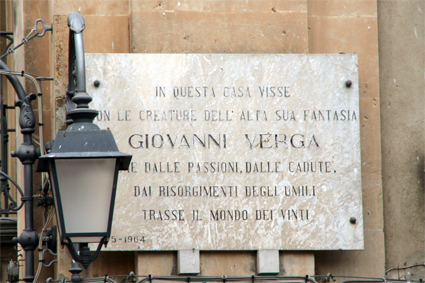 IN QUESTA CASA VISSE
CON LE CREATURE DELL'ALTA SUA FANTASIA
GIOVANNI VERGA
E DALLE PASSIONI, DALLE CADUTE,
DAI RISORGIMENTI DEGLI UMILI
TRASSE IL MONDO DEI VINTI
5-1964